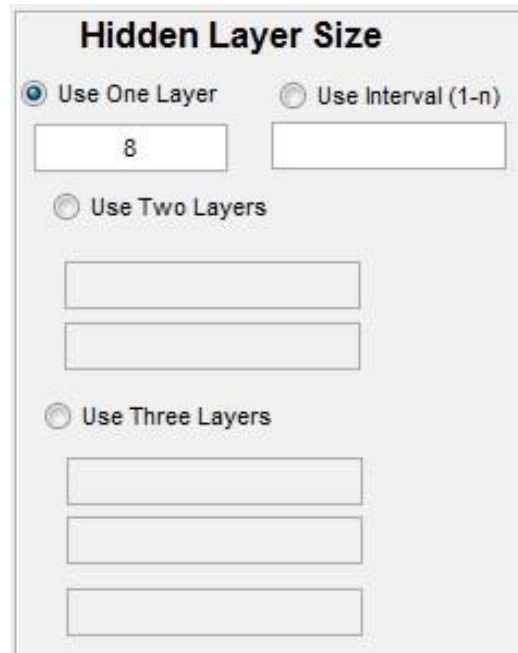 Hidden Layer Size
Use One Layer Use Interval (1-n)
8
Use Two Layers
Use Three Layers